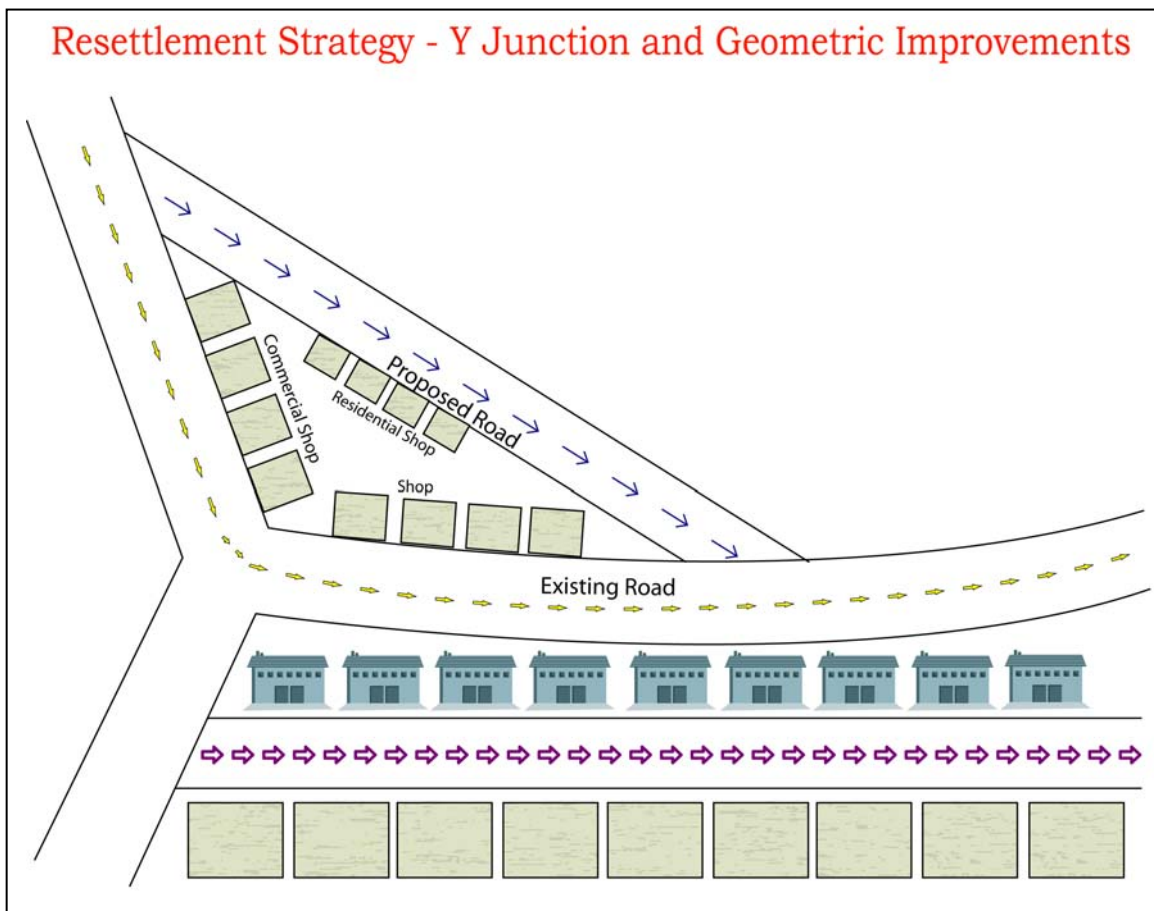 Resettlement Strategy - Y Junction and Geometric Improvements
Commercial Shop
Proposed Road
Residential Shop
Shop
Existing Road